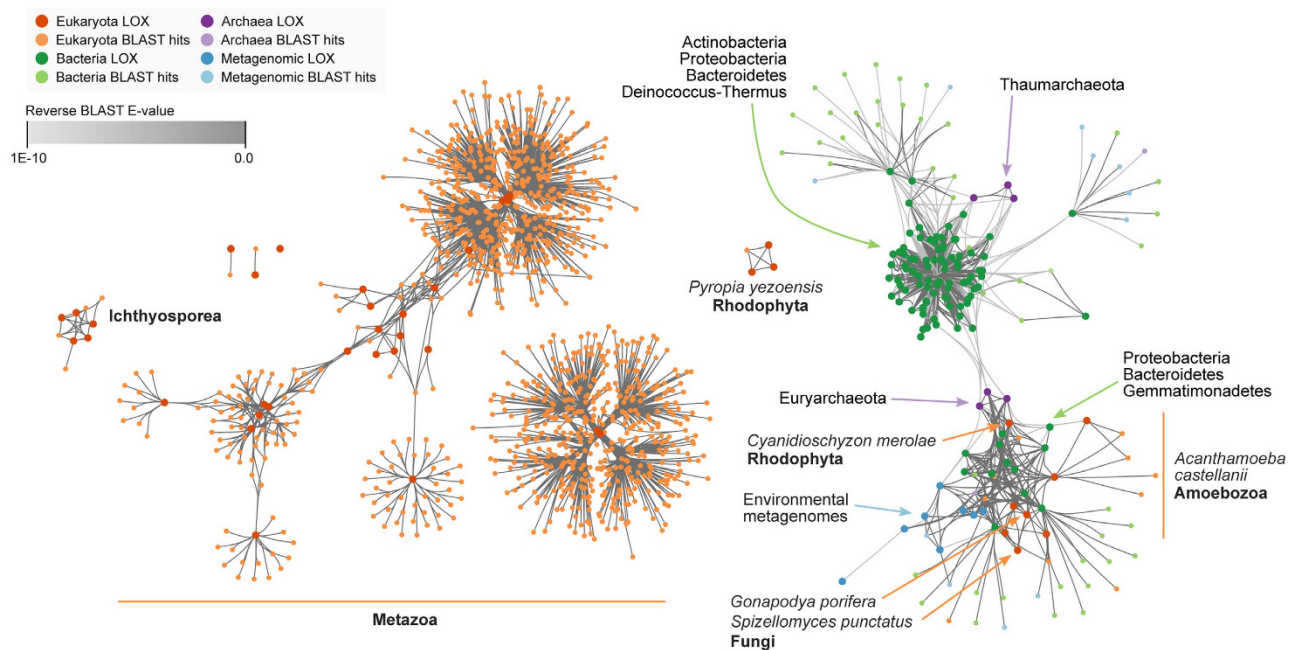 Eukaryota LOX
Eukaryota BLAST hits
Bacteria LOX
Bacteria BLAST hits
Archaea LOX
Archaea BLAST hits
Metagenomic LOX
Metagenomic BLAST hits
Reverse BLAST E-value
1E-10
0.0
Ichthyosporea
Metazoa
Actinobacteria
Proteobacteria
Bacteroidetes
Deinococcus-Thermus
Thaumarchaeota
Pyropia yezoensis
Rhodophyta
Euryarchaeota
Proteobacteria
Bacteroidetes
Gemmatimonadetes
Cyanidioschyzon merolae
Rhodophyta
Acanthamoeba
castellanii
Amoebozoa
Environmental
metagenomes
Gonapodya porifera
Spizellomyces punctatus
Fungi